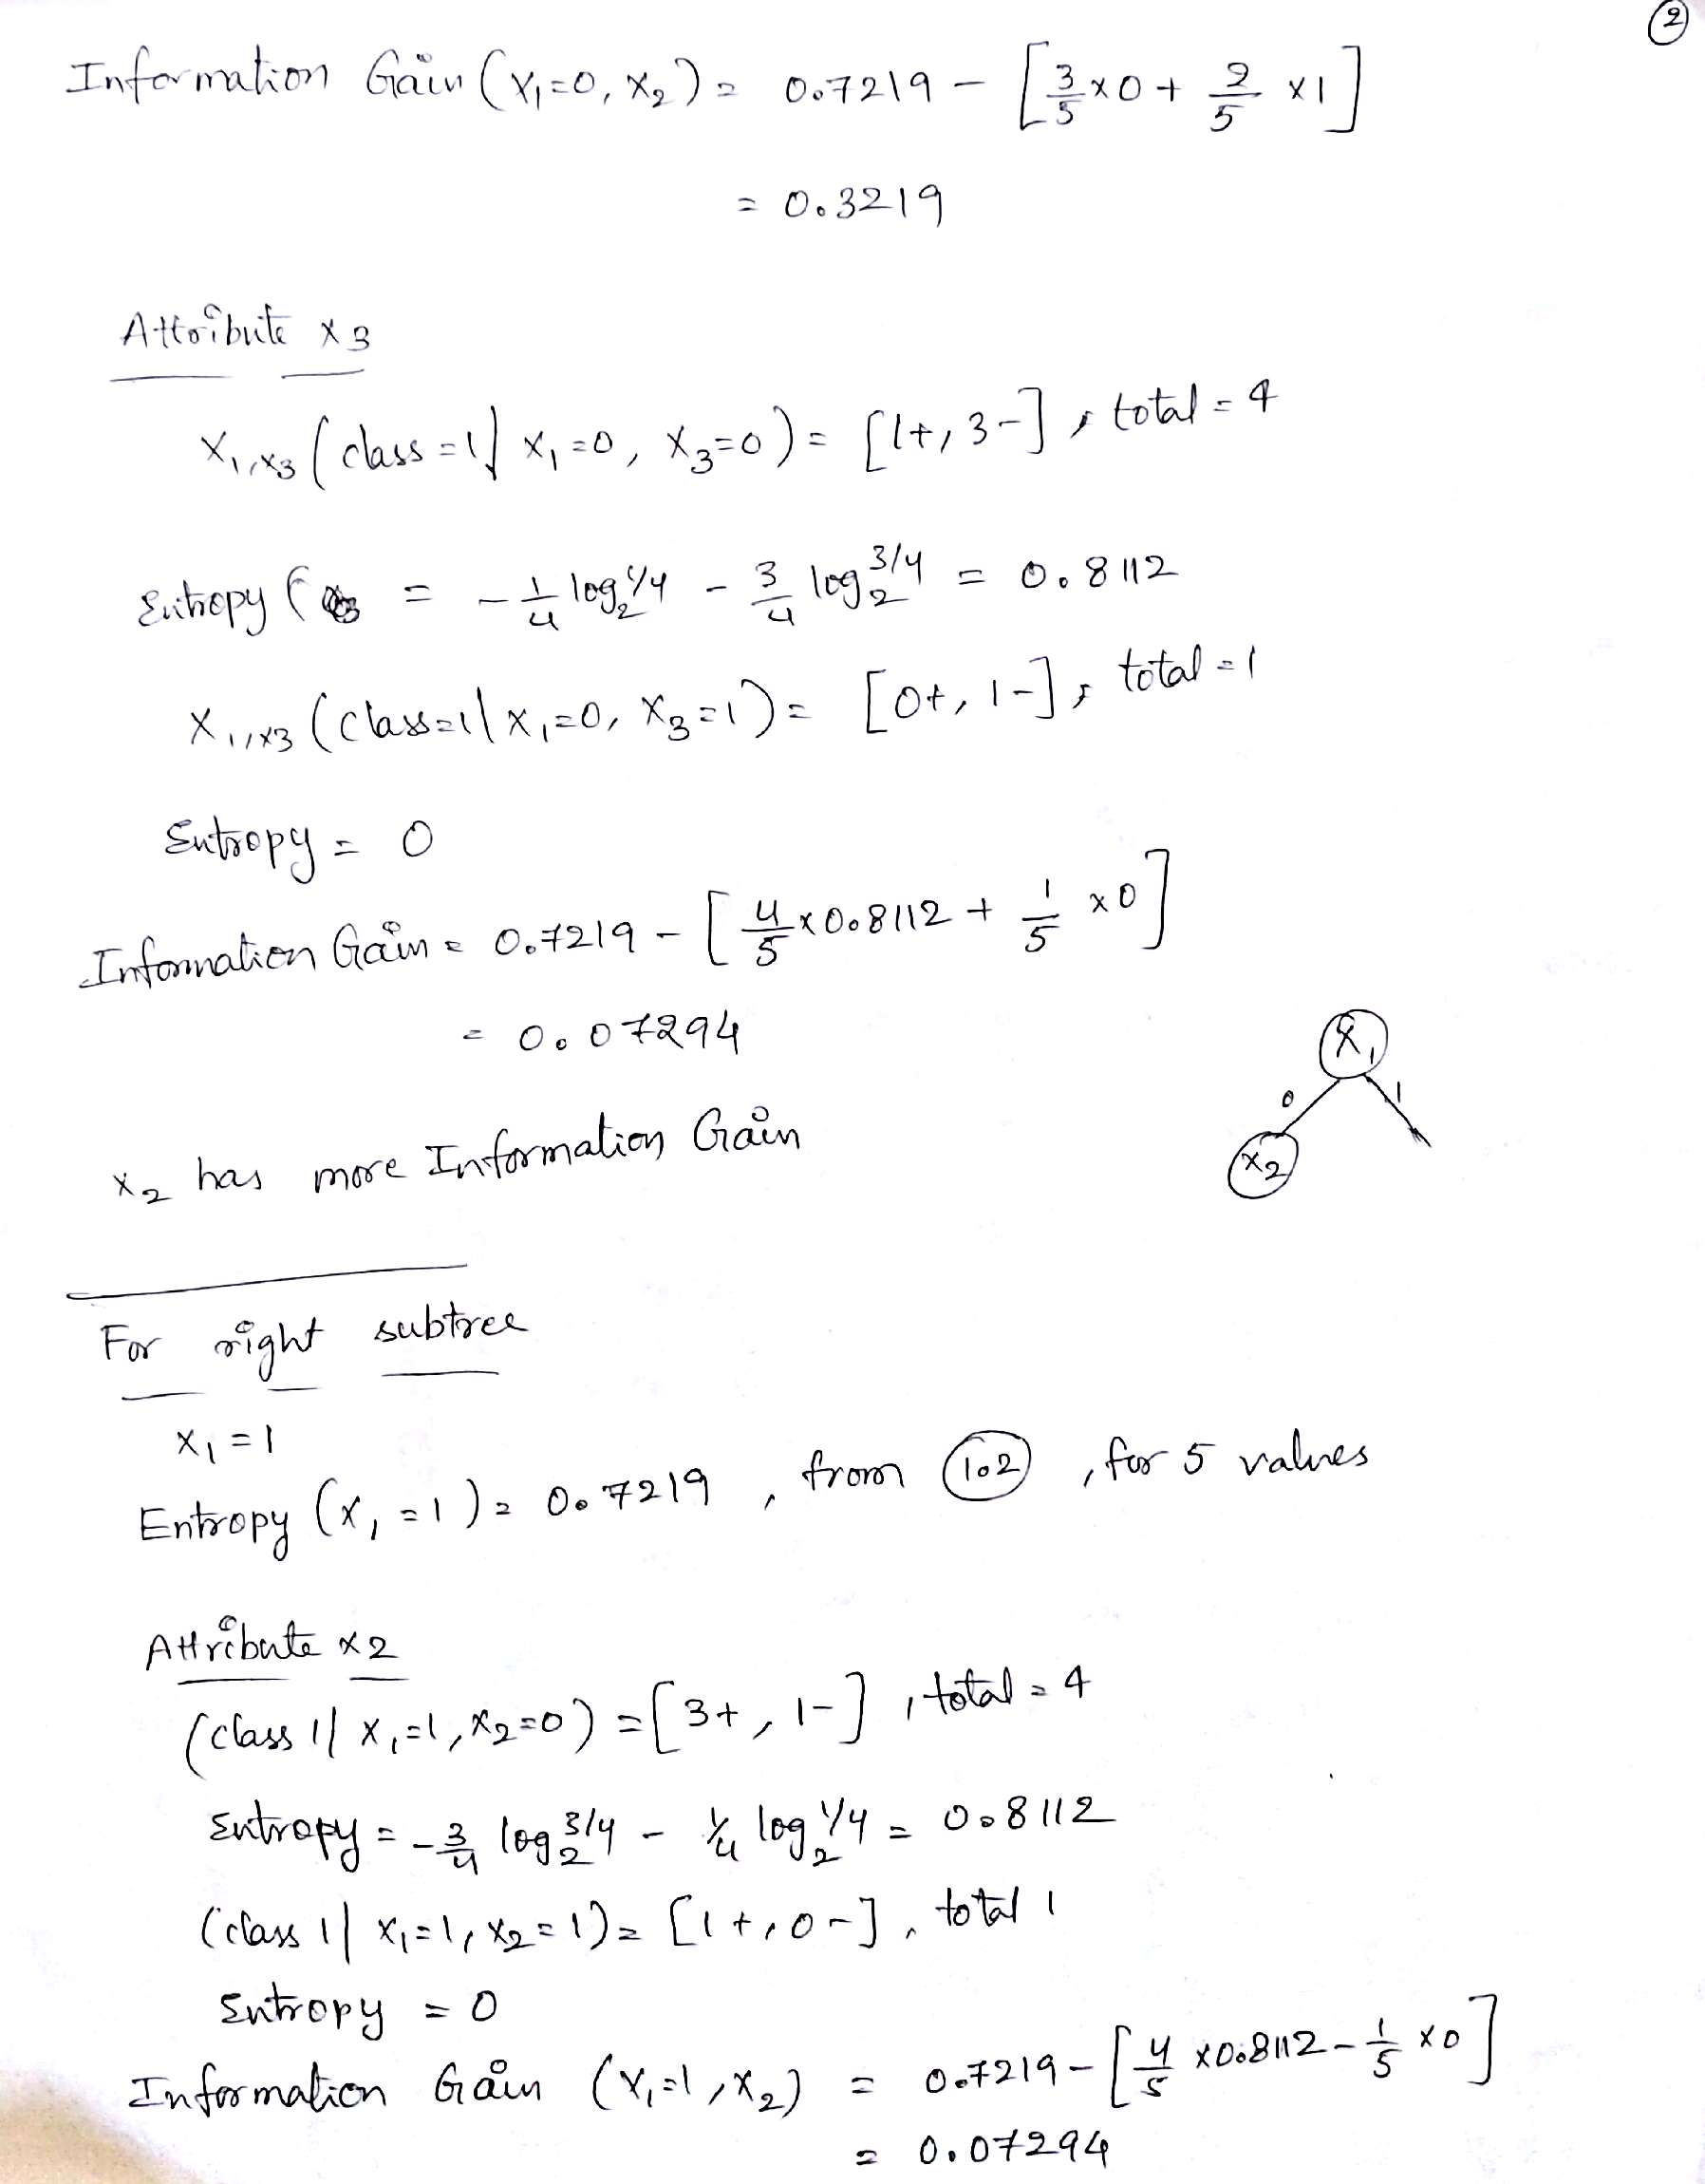 2
Information Gain (X₁=0, X₂) = 0.7219 - [3/5 x 0 + 2/5 x 1]
= 0.3219
Attribute x3
X₁,x3 (class=1| X₁=0, X₃=0) = [1+, 3-], total = 4
Entropy ( = - 1/4 log₂ 1/4 - 3/4 log₂ 3/4 = 0.8112
X₁,x3 (class=1| X₁=0, X₃=1) = [0+, 1-], total = 1
Entropy = 0
Information Gain = 0.7219 - [4/5 x 0.8112 + 1/5 x 0]
= 0.07294
X₁
0 1
X₂
X₂ has more Information Gain
For right subtree
X₁ = 1
Entropy (X₁ = 1) = 0.7219, from 1.2, for 5 values
Attribute x2
(class 1| X₁=1, X₂=0) = [3+, 1-], total = 4
Entropy = - 3/4 log₂ 3/4 - 1/4 log₂ 1/4 = 0.8112
(class 1| X₁=1, X₂=1) = [1+, 0-], total 1
Entropy = 0
Information Gain (X₁=1, X₂) = 0.7219 - [4/5 x 0.8112 - 1/5 x 0]
= 0.07294